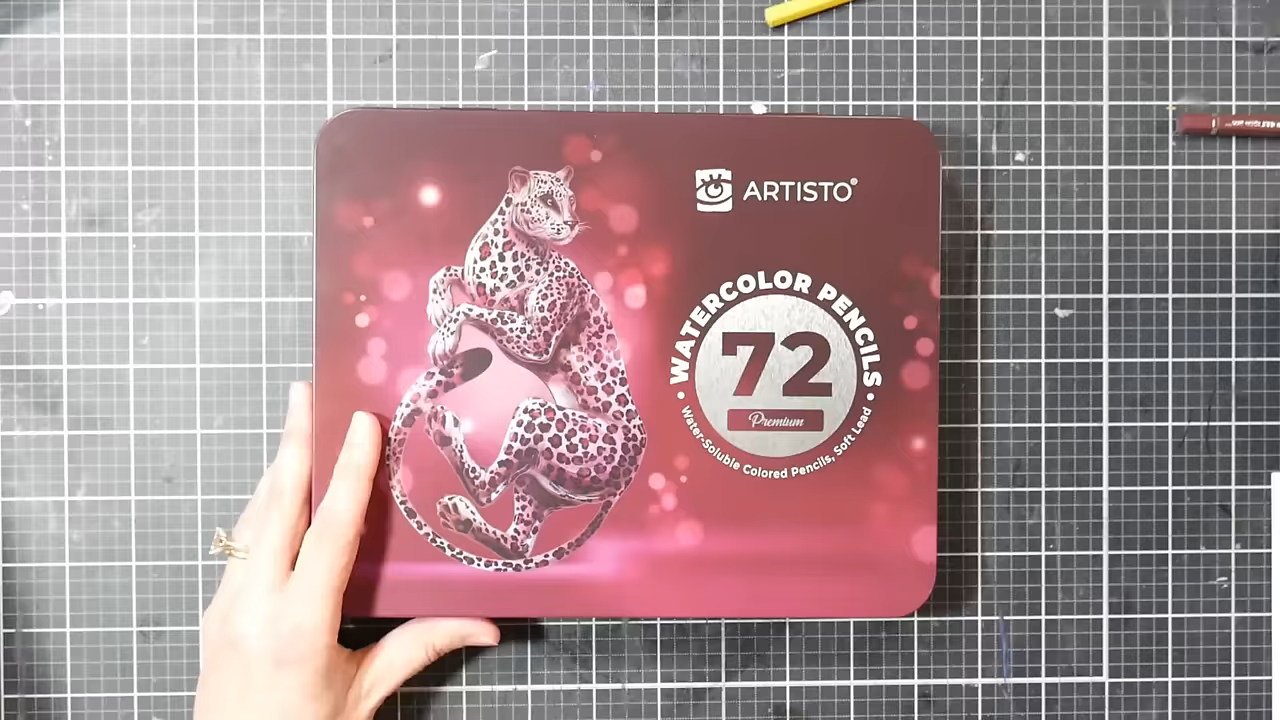 ARTISTO®
WATERCOLOR PENCILS
72
Premium
• Water-Soluble Colored Pencils, Soft Lead •